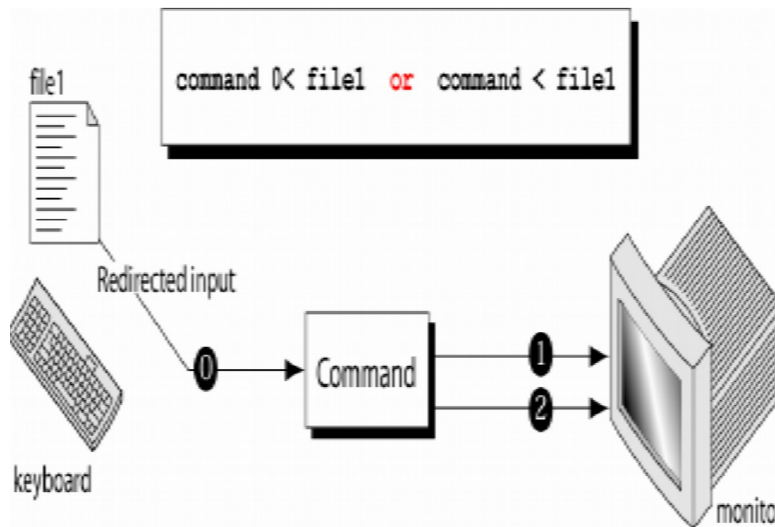 command 0< file1 or command < file1
file1
Redirected input
0
Command
1
2
keyboard
monito